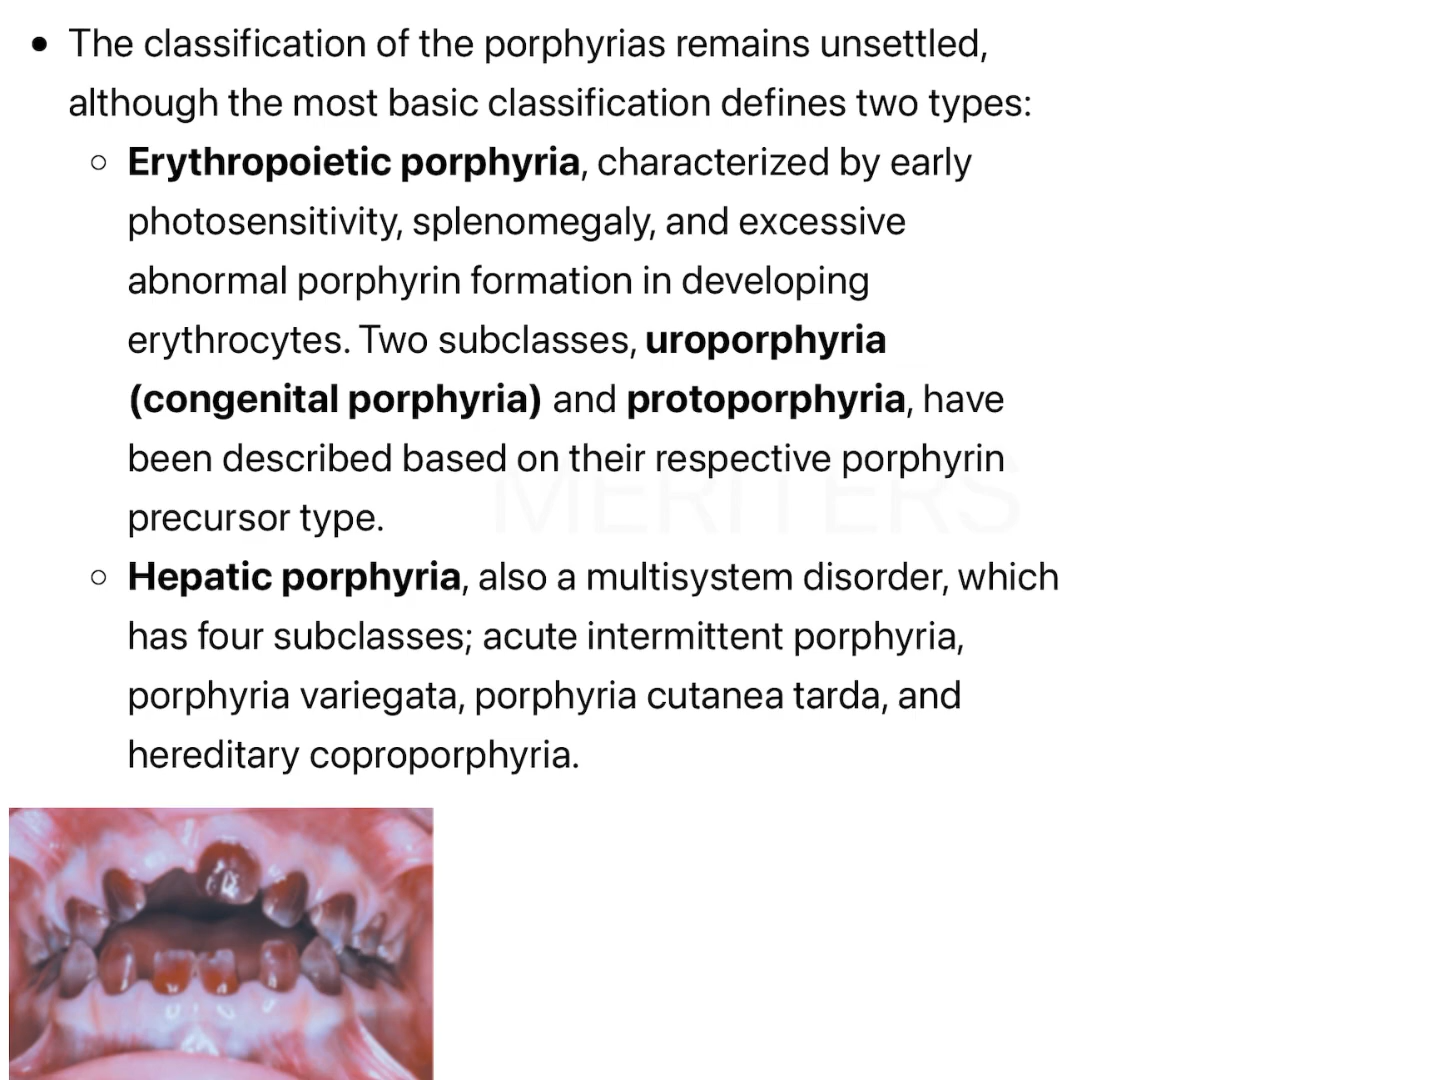 • The classification of the porphyrias remains unsettled,
although the most basic classification defines two types:
◦ Erythropoietic porphyria, characterized by early
photosensitivity, splenomegaly, and excessive
abnormal porphyrin formation in developing
erythrocytes. Two subclasses, uroporphyria
(congenital porphyria) and protoporphyria, have
been described based on their respective porphyrin
MERITERS
precursor type.
◦ Hepatic porphyria, also a multisystem disorder, which
has four subclasses; acute intermittent porphyria,
porphyria variegata, porphyria cutanea tarda, and
hereditary coproporphyria.